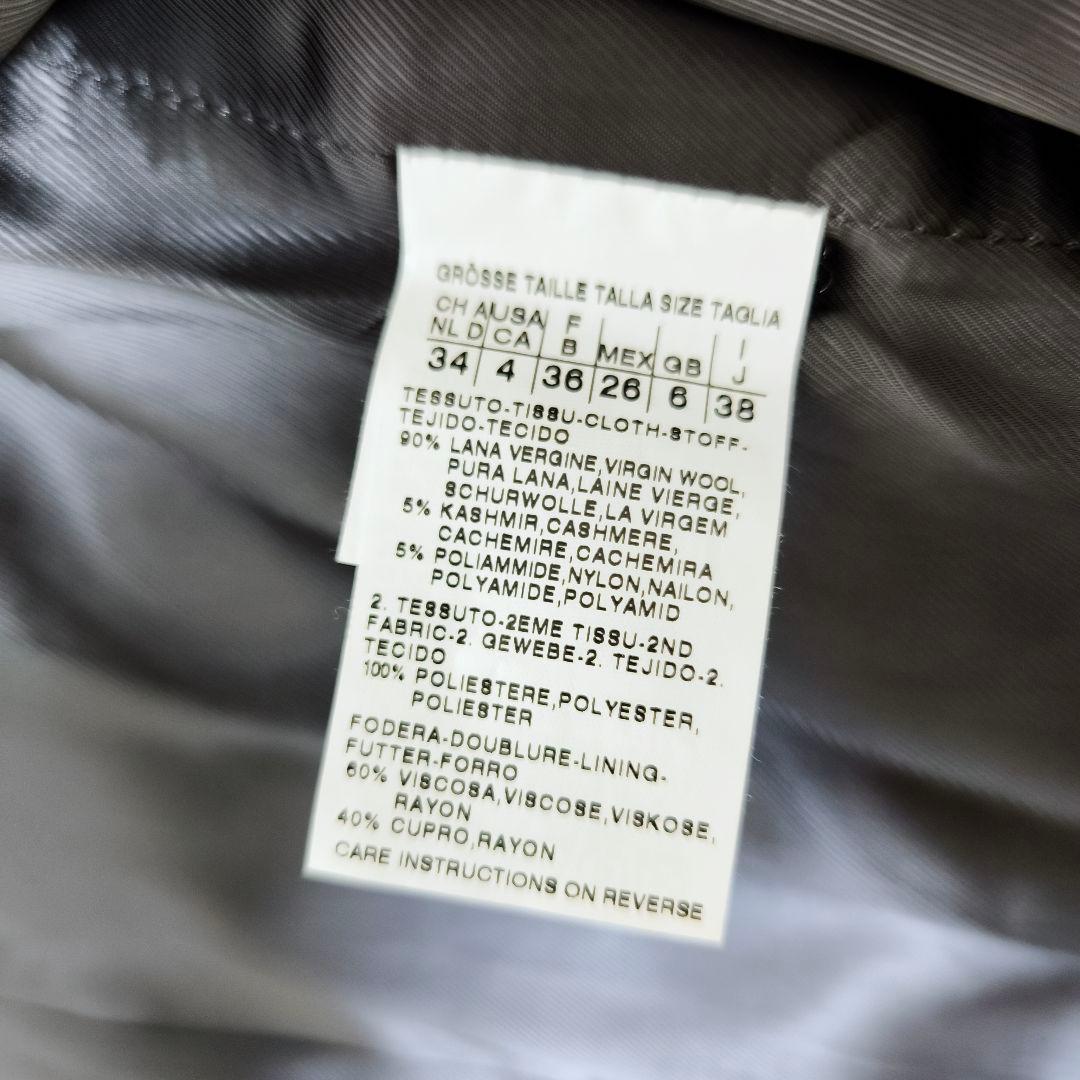 GRÖSSE TAILLE TALLA SIZE TAGLIA
CH A USA F I
NL D CA B MEX GB J
34 4 36 26 6 38
TESSUTO-TISSU-CLOTH-STOFF-
TEJIDO-TECIDO
90% LANA VERGINE,VIRGIN WOOL,
PURA LANA,LAINE VIERGE,
SCHURWOLLE,LA VIRGEM
5% KASHMIR,CASHMERE,
CACHEMIRE,CACHEMIRA
5% POLIAMMIDE,NYLON,NAILON,
POLYAMIDE,POLYAMID
2. TESSUTO-2EME TISSU-2ND
FABRIC-2. GEWEBE-2. TEJIDO-2.
TECIDO
100% POLIESTERE,POLYESTER,
POLIESTER
FODERA-DOUBLURE-LINING-
FUTTER-FORRO
60% VISCOSA,VISCOSE,VISKOSE,
RAYON
40% CUPRO,RAYON
CARE INSTRUCTIONS ON REVERSE